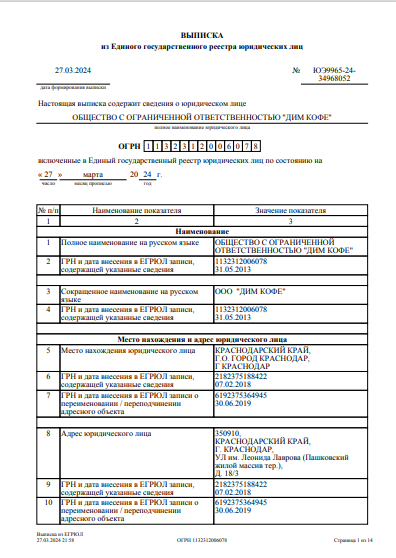 ВЫПИСКА
из Единого государственного реестра юридических лиц
27.03.2024
№ ЮЭ9965-24-
34968052
дата формирования выписки
Настоящая выписка содержит сведения о юридическом лице
ОБЩЕСТВО С ОГРАНИЧЕННОЙ ОТВЕТСТВЕННОСТЬЮ "ДИМ КОФЕ"
полное наименование юридического лица
ОГРН 1 1 3 2 3 1 2 0 0 6 0 7 8
включенные в Единый государственный реестр юридических лиц по состоянию на
« 27 » марта 20 24 г.
число месяц прописью год
№ п/п Наименование показателя Значение показателя
1 2 3
Наименование
1 Полное наименование на русском языке ОБЩЕСТВО С ОГРАНИЧЕННОЙ
ОТВЕТСТВЕННОСТЬЮ "ДИМ КОФЕ"
2 ГРН и дата внесения в ЕГРЮЛ записи, 1132312006078
содержащей указанные сведения 31.05.2013
3 Сокращенное наименование на русском ООО "ДИМ КОФЕ"
языке
4 ГРН и дата внесения в ЕГРЮЛ записи, 1132312006078
содержащей указанные сведения 31.05.2013
Место нахождения и адрес юридического лица
5 Место нахождения юридического лица КРАСНОДАРСКИЙ КРАЙ,
Г.О. ГОРОД КРАСНОДАР,
Г КРАСНОДАР
6 ГРН и дата внесения в ЕГРЮЛ записи, 2182375188422
содержащей указанные сведения 07.02.2018
7 ГРН и дата внесения в ЕГРЮЛ записи о 6192375364945
переименовании / переподчинении 30.06.2019
адресного объекта
8 Адрес юридического лица 350910,
КРАСНОДАРСКИЙ КРАЙ,
Г. КРАСНОДАР,
УЛ им. Леонида Лаврова (Пашковский
жилой массив тер.),
Д. 18/3
9 ГРН и дата внесения в ЕГРЮЛ записи, 2182375188422
содержащей указанные сведения 07.02.2018
10 ГРН и дата внесения в ЕГРЮЛ записи о 6192375364945
переименовании / переподчинении 30.06.2019
адресного объекта
Выписка из ЕГРЮЛ
27.03.2024 21:58 ОГРН 1132312006078 Страница 1 из 14